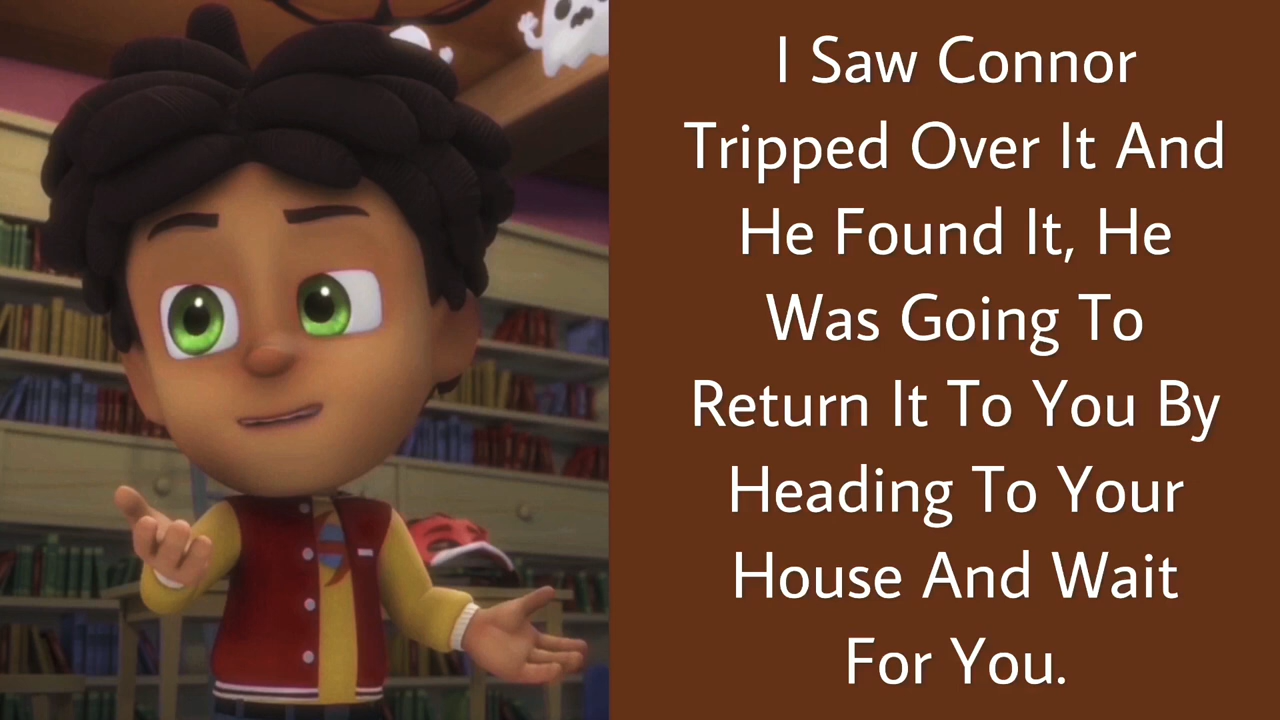 I Saw Connor
Tripped Over It And
He Found It, He
Was Going To
Return It To You By
Heading To Your
House And Wait
For You.